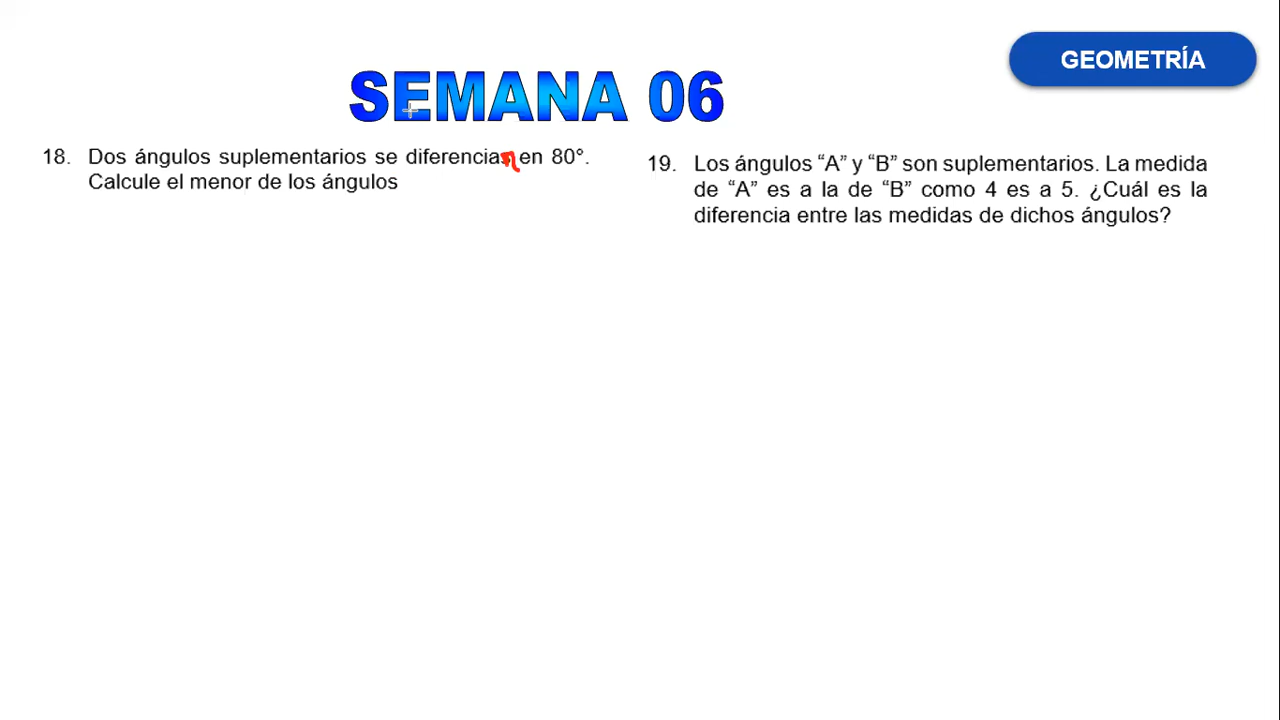 GEOMETRÍA
SEMANA 06
18. Dos ángulos suplementarios se diferencian en 80°.
Calcule el menor de los ángulos
19. Los ángulos “A” y “B” son suplementarios. La medida
de “A” es a la de “B” como 4 es a 5. ¿Cuál es la
diferencia entre las medidas de dichos ángulos?